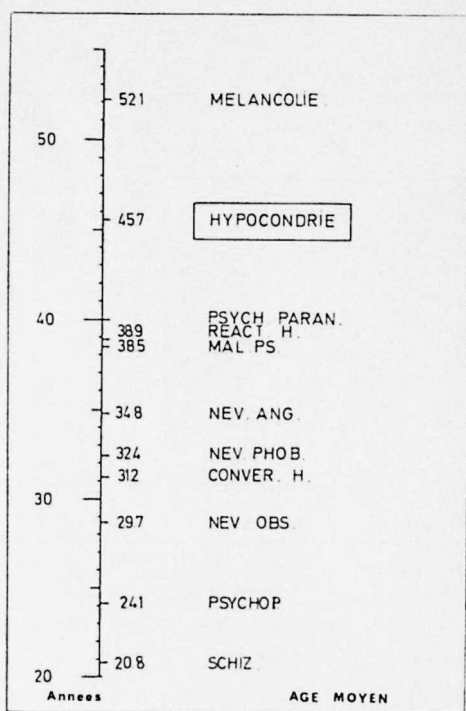 521 MELANCOLIE
50
457 HYPOCONDRIE
40 PSYCH. PARAN.
389 REACT. H.
385 MAL PS.
348 NEV. ANG.
324 NEV. PHOB.
312 CONVER. H.
30
297 NEV OBS.
241 PSYCHOP.
208 SCHIZ.
20
Annees AGE MOYEN